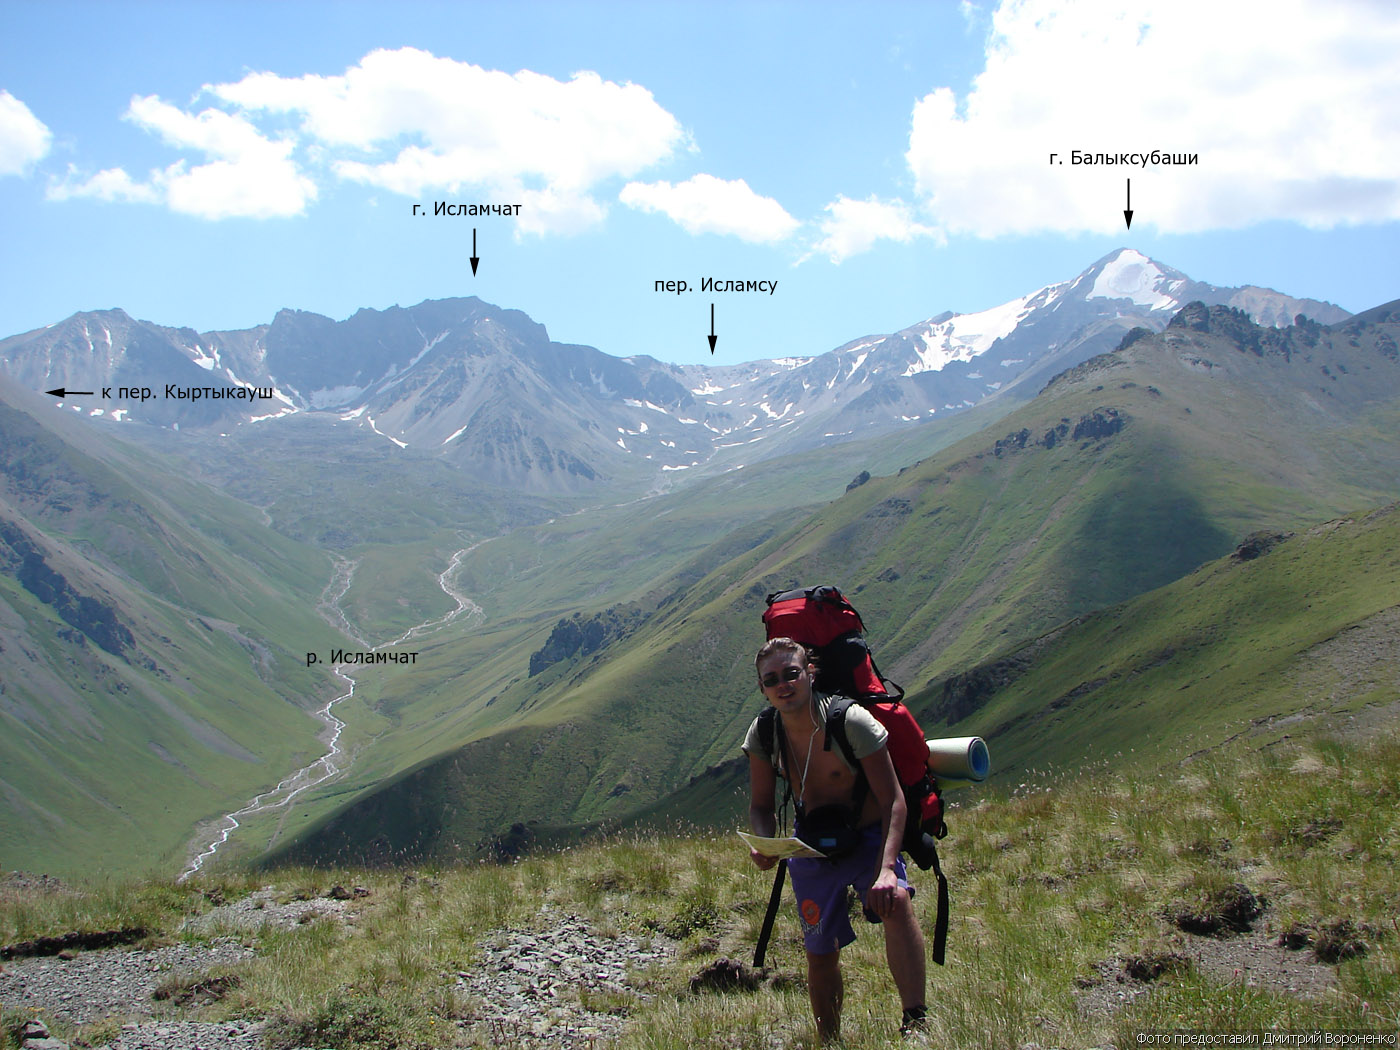 г. Балыксубаши
г. Исламчат
пер. Исламсу
к пер. Кыртыкауш
р. Исламчат
Фото предоставил Дмитрий Вороненко